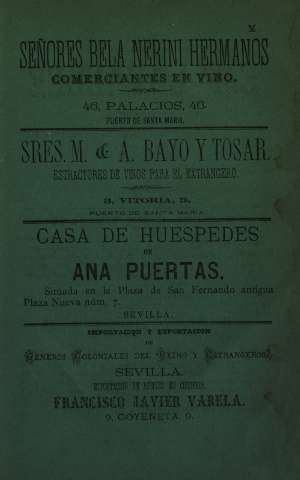 SEÑORES BELA NERINI HERMANOS
COMERCIANTES EN VINO.
46, PALACIOS, 46
PUERTO DE SANTA MARIA.
SRES. M. & A. BAYO Y TOSAR.
ESTRACTORES DE VINOS PARA EL EXTRANGERO.
3, VITORIA, 3.
PUERTO DE SANTA MARIA
CASA DE HUESPEDES
DE
ANA PUERTAS.
Situada en la Plaza de San Fernando antigua
Plaza Nueva núm. 7.
SEVILLA.
IMPORTACION Y EXPORTACION
DE
GÉNEROS COLONIALES DEL REINO Y EXTRANGEROS
SEVILLA.
FRANCISCO JAVIER VARELA.
9, GOYENETA 9.